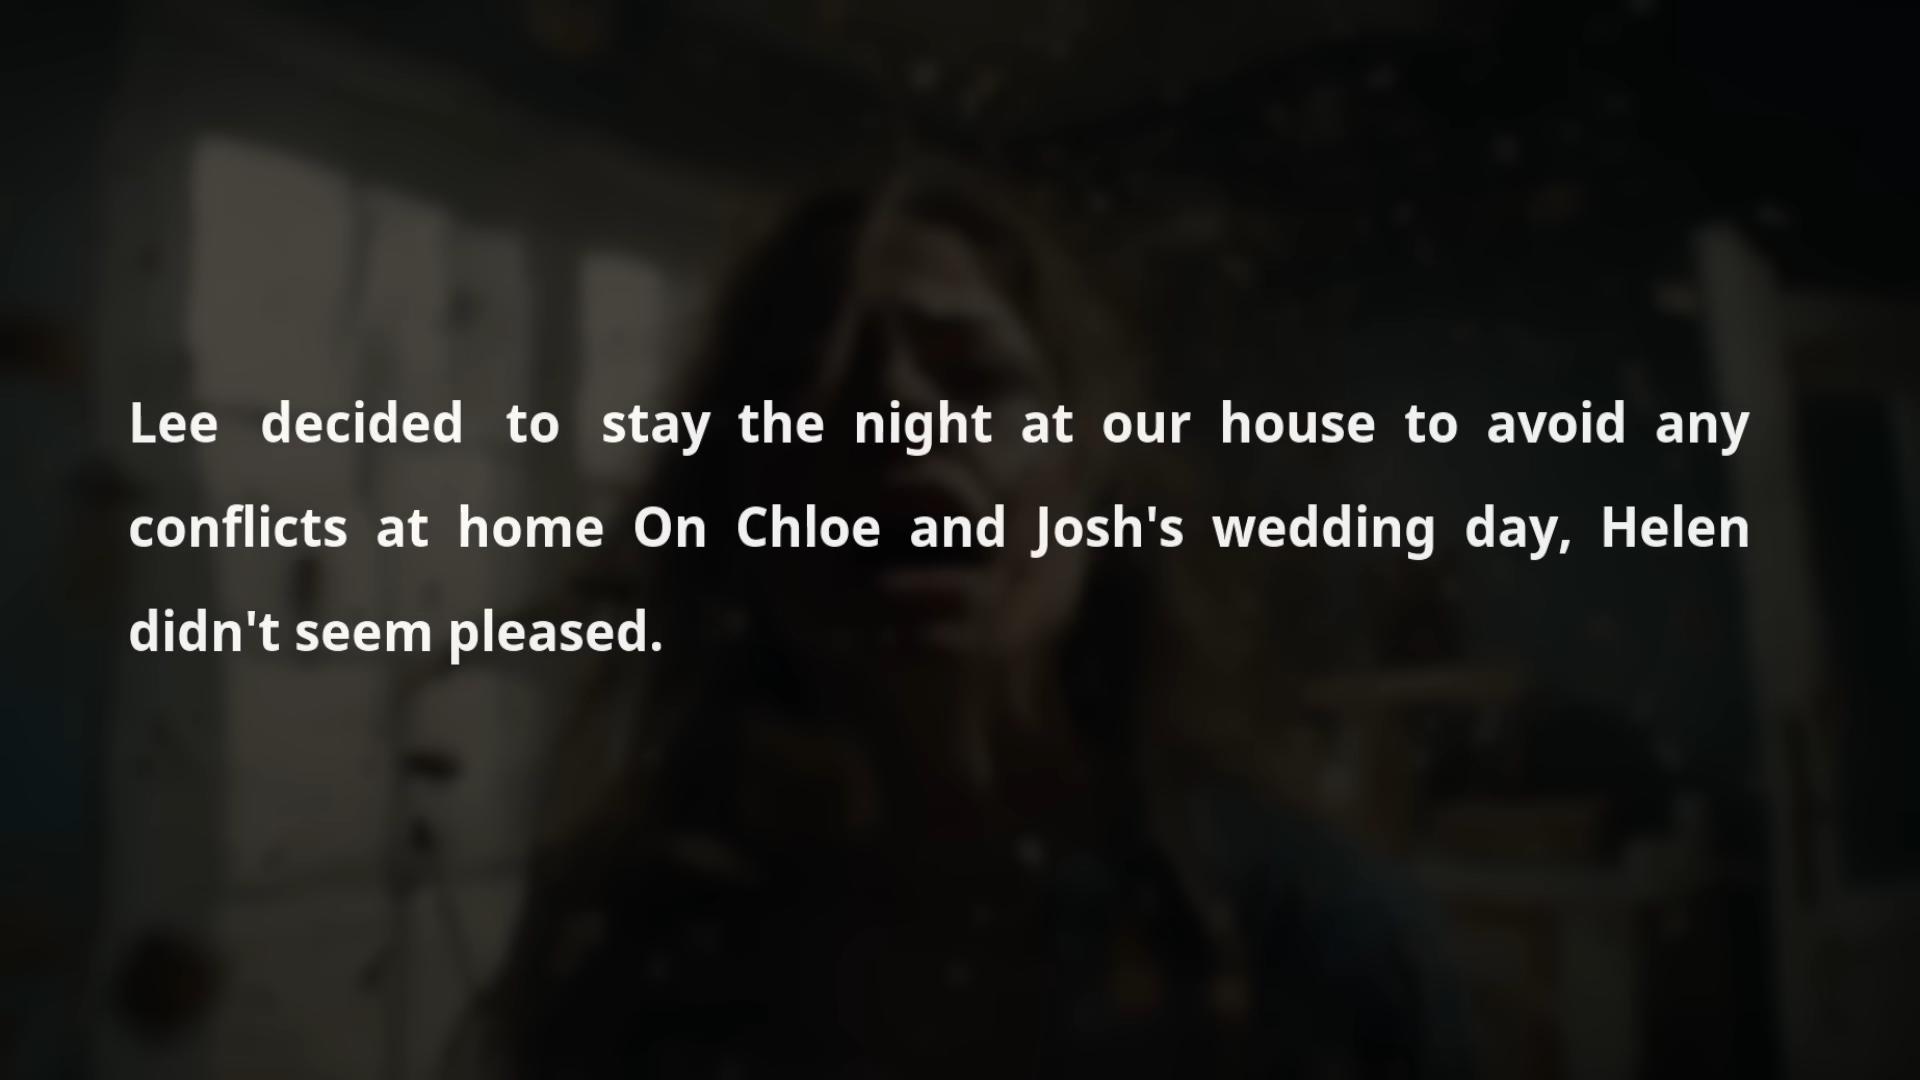 Lee decided to stay the night at our house to avoid any
conflicts at home On Chloe and Josh's wedding day, Helen
didn't seem pleased.